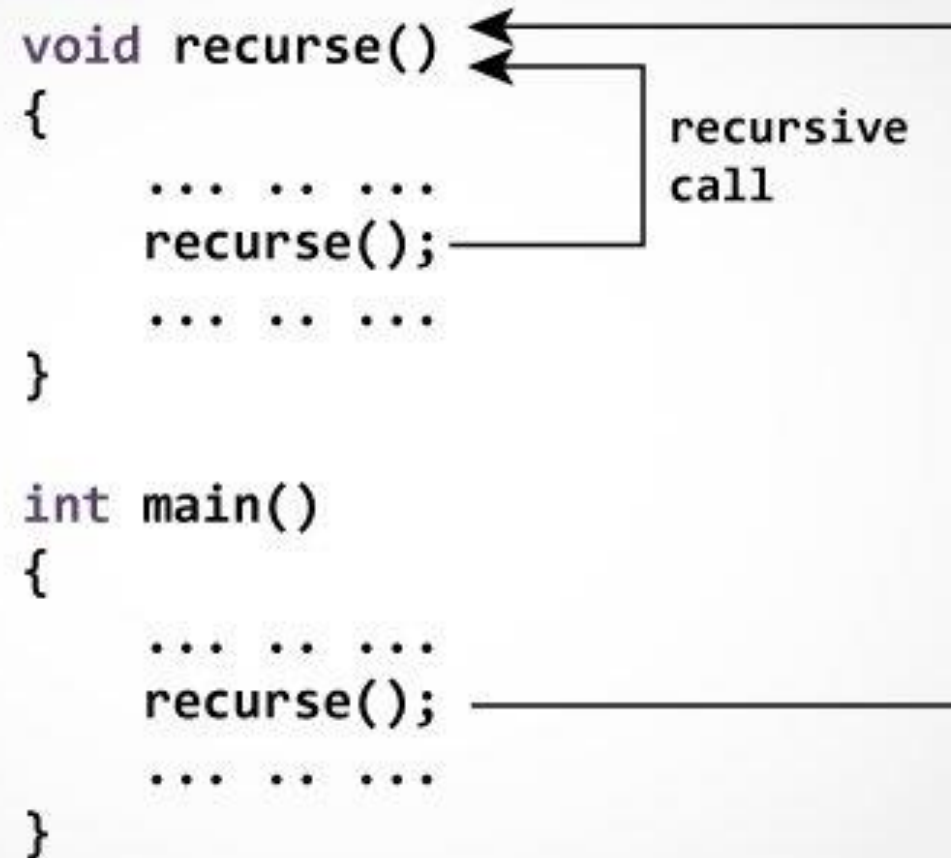 void recurse()
{
... .. ...
recurse();
... .. ...
}
recursive
call
int main()
{
... .. ...
recurse();
... .. ...
}